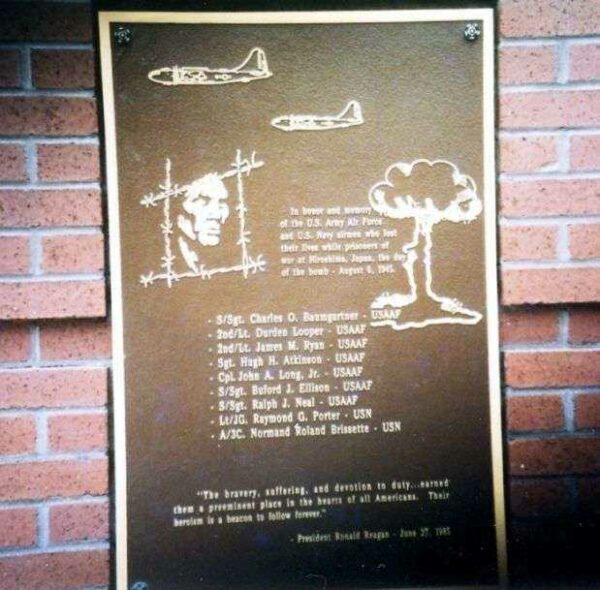 In honor and memory
of the U.S. Army Air Force
and U.S. Navy airmen who lost
their lives while prisoners of
war at Hiroshima, Japan, the day
of the bomb - August 6, 1945.
- S/Sgt. Charles O. Baumgartner - USAAF
- 2nd/Lt. Durden Looper - USAAF
- 2nd/Lt. James M. Ryan - USAAF
- Sgt. Hugh H. Atkinson - USAAF
- Cpl. John A. Long, Jr. - USAAF
- S/Sgt. Buford J. Ellison - USAAF
- S/Sgt. Ralph J. Neal - USAAF
- Lt/JG. Raymond G. Porter - USN
- A/3C. Normand Roland Brissette - USN
"The bravery, suffering, and devotion to duty...earned
them a preeminent place in the hearts of all Americans. Their
heroism is a beacon to follow forever."
- President Ronald Reagan - June 1985